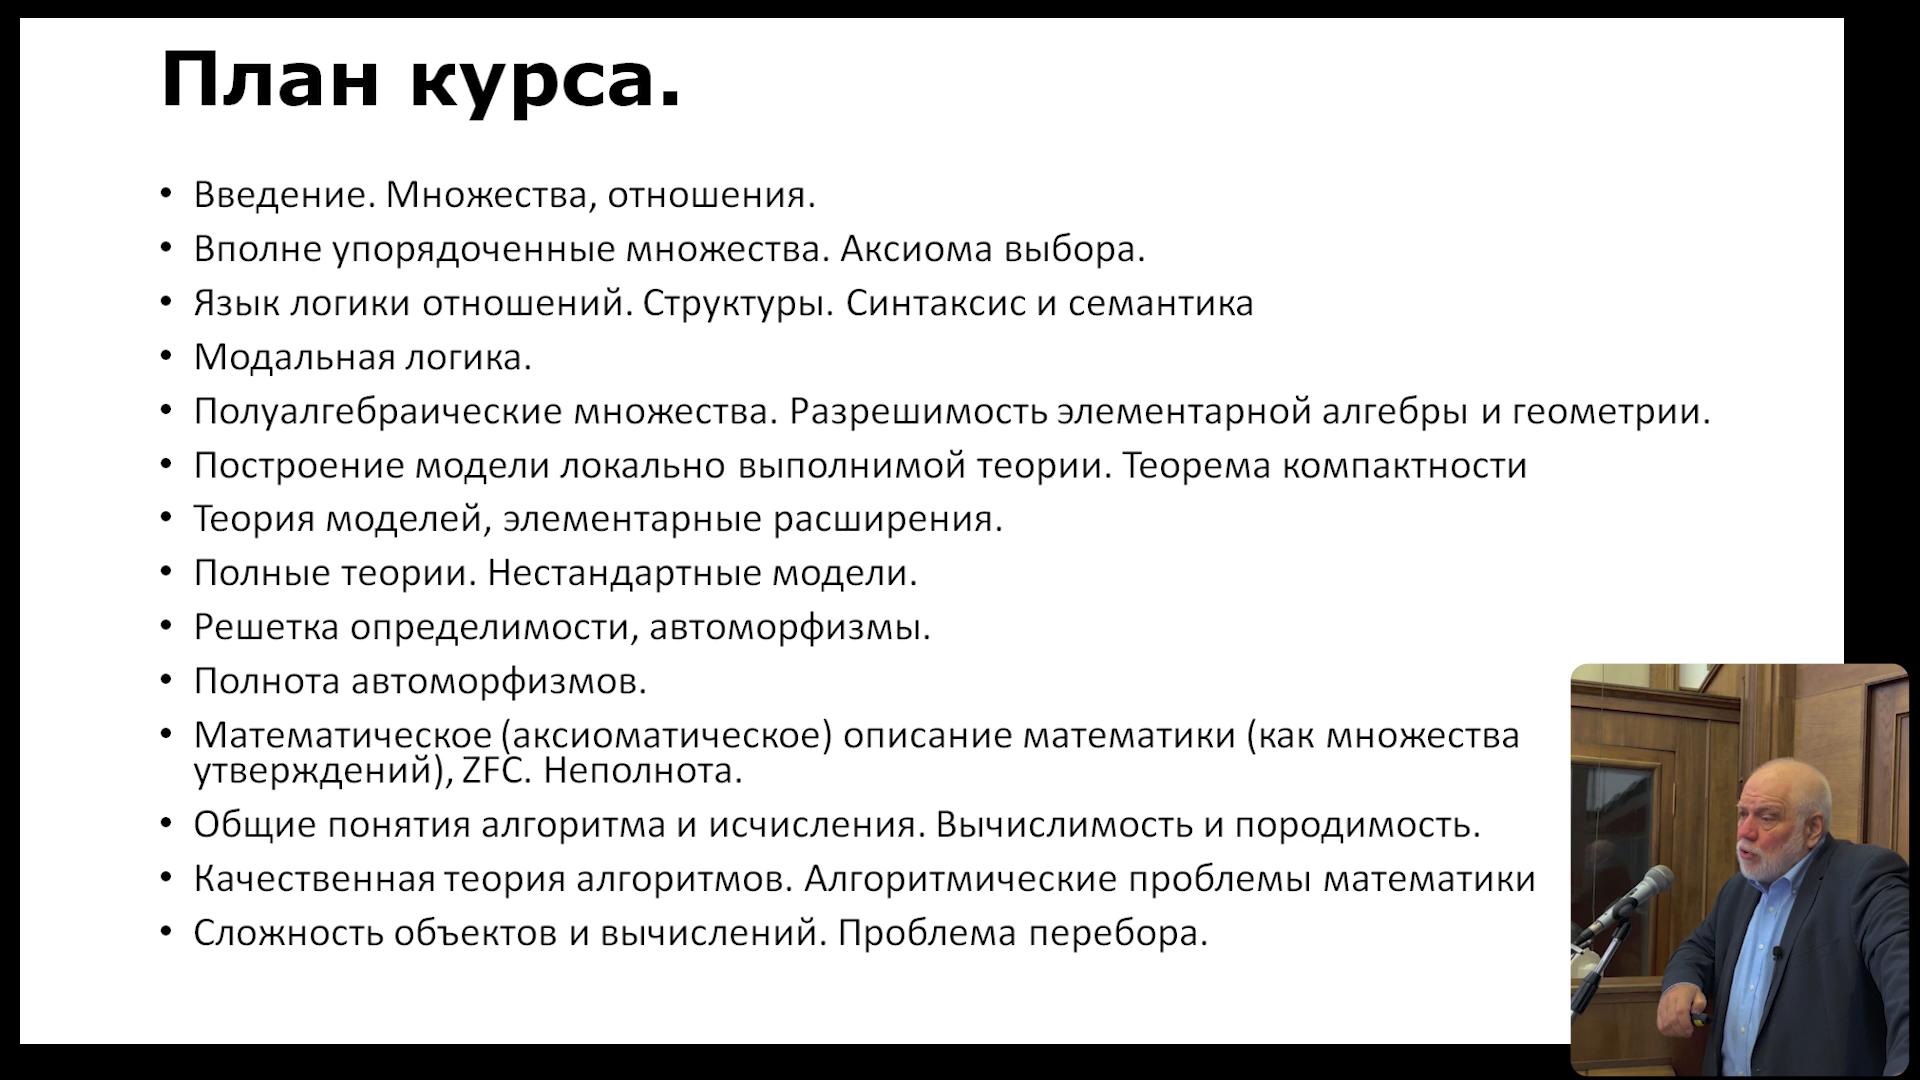 План курса.
• Введение. Множества, отношения.
• Вполне упорядоченные множества. Аксиома выбора.
• Язык логики отношений. Структуры. Синтаксис и семантика
• Модальная логика.
• Полуалгебраические множества. Разрешимость элементарной алгебры и геометрии.
• Построение модели локально выполнимой теории. Теорема компактности
• Теория моделей, элементарные расширения.
• Полные теории. Нестандартные модели.
• Решетка определимости, автоморфизмы.
• Полнота автоморфизмов.
• Математическое (аксиоматическое) описание математики (как множества
утверждений), ZFC. Неполнота.
• Общие понятия алгоритма и исчисления. Вычислимость и породимость.
• Качественная теория алгоритмов. Алгоритмические проблемы математики
• Сложность объектов и вычислений. Проблема перебора.